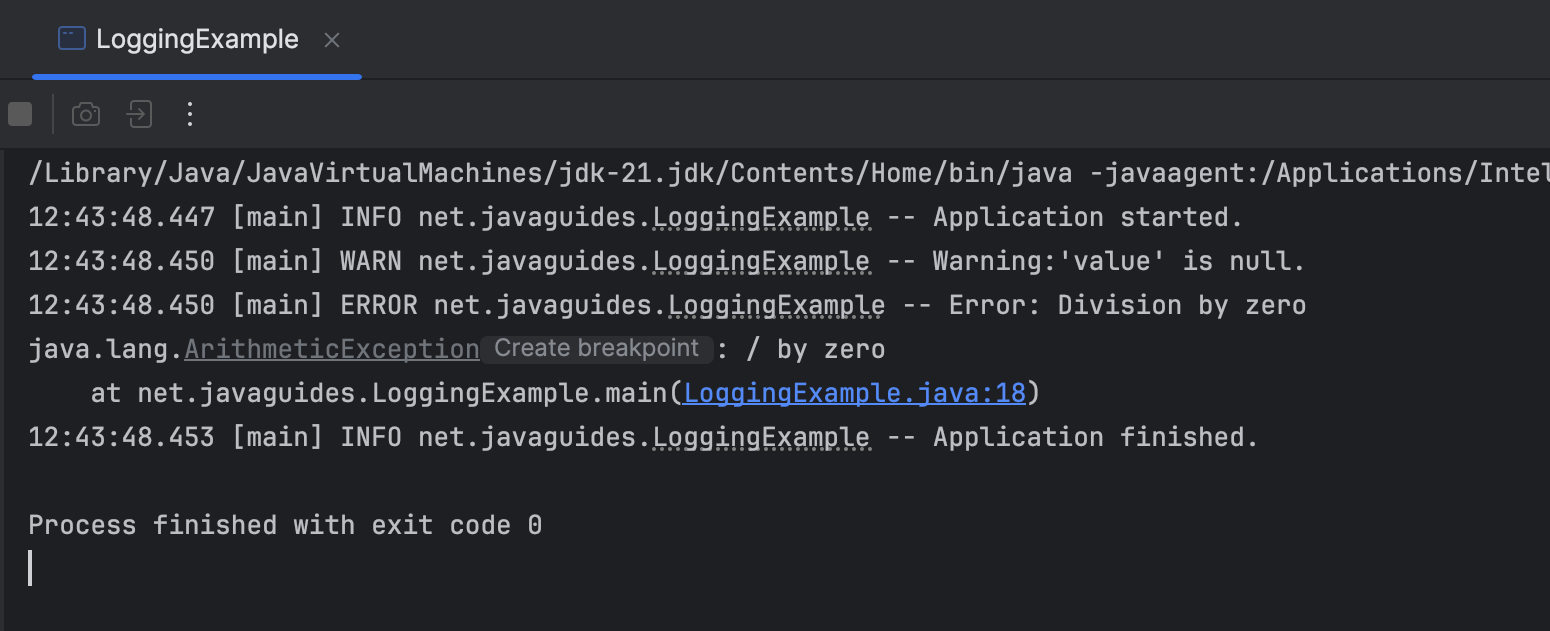 LoggingExample
/Library/Java/JavaVirtualMachines/jdk-21.jdk/Contents/Home/bin/java -javaagent:/Applications/Intel
12:43:48.447 [main] INFO net.javaguides.LoggingExample -- Application started.
12:43:48.450 [main] WARN net.javaguides.LoggingExample -- Warning:'value' is null.
12:43:48.450 [main] ERROR net.javaguides.LoggingExample -- Error: Division by zero
java.lang.ArithmeticException Create breakpoint : / by zero
    at net.javaguides.LoggingExample.main(LoggingExample.java:18)
12:43:48.453 [main] INFO net.javaguides.LoggingExample -- Application finished.
Process finished with exit code 0